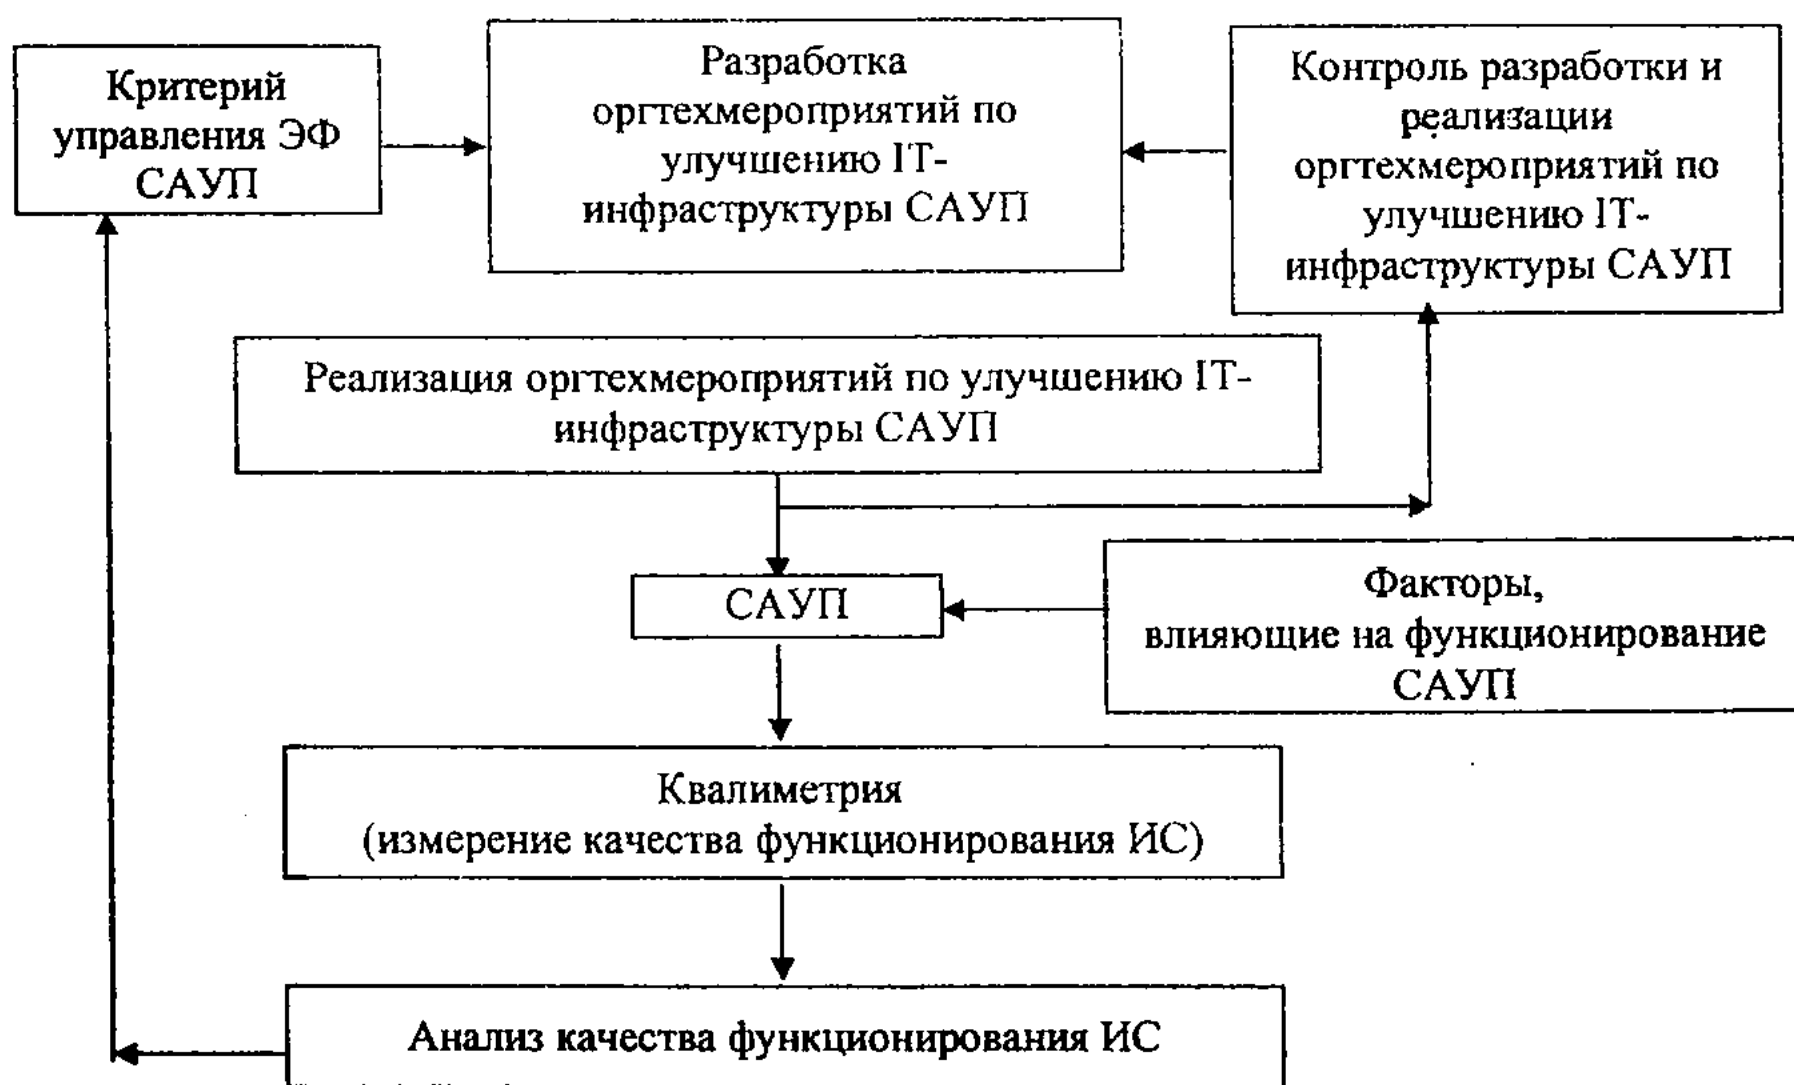 Критерий
управления ЭФ
САУП
Разработка
оргтехмероприятий по
улучшению IT-
инфраструктуры САУП
Контроль разработки и
реализации
оргтехмероприятий по
улучшению IT-
инфраструктуры САУП
Реализация оргтехмероприятий по улучшению IT-
инфраструктуры САУП
САУП
Факторы,
влияющие на функционирование
САУП
Квалиметрия
(измерение качества функционирования ИС)
Анализ качества функционирования ИС